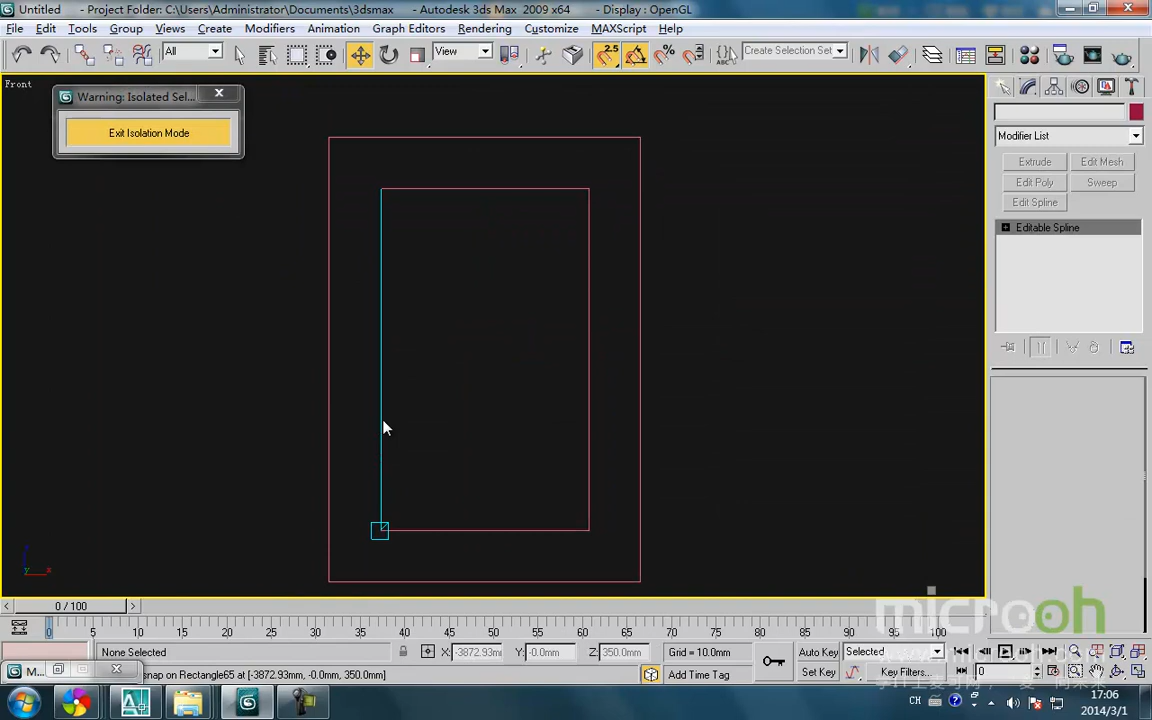 Untitled - Project Folder: C:\Users\Administrator\Documents\3dsmax - Autodesk 3ds Max 2009 x64 - Display : OpenGL
File Edit Tools Group Views Create Modifiers Animation Graph Editors Rendering Customize MAXScript Help
All View 2.5 Create Selection Set
Front
Warning: Isolated Sel...
Exit Isolation Mode
Modifier List
Extrude Edit Mesh
Edit Poly Sweep
Edit Spline
Editable Spline
0 / 100
0 5 10 15 20 25 30 35 40 45 50 55 60 65 70 75 80 85 90 95 100
microoh
None Selected X: -3872.93mm Y: -0.0mm Z: 350.0mm Grid = 10.0mm Auto Key Selected
M... snap on Rectangle65 at [-3872.93mm, -0.0mm, 350.0mm] Add Time Tag Set Key Key Filters... 0
CH 17:06
2014/3/1